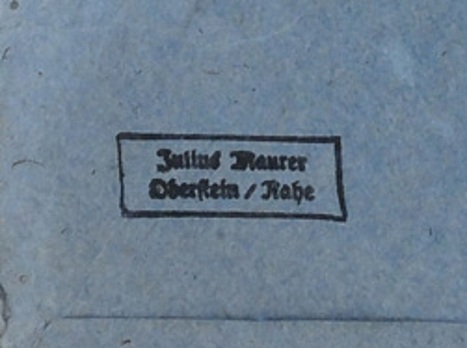 Julius Maurer
Oberstein / Nahe